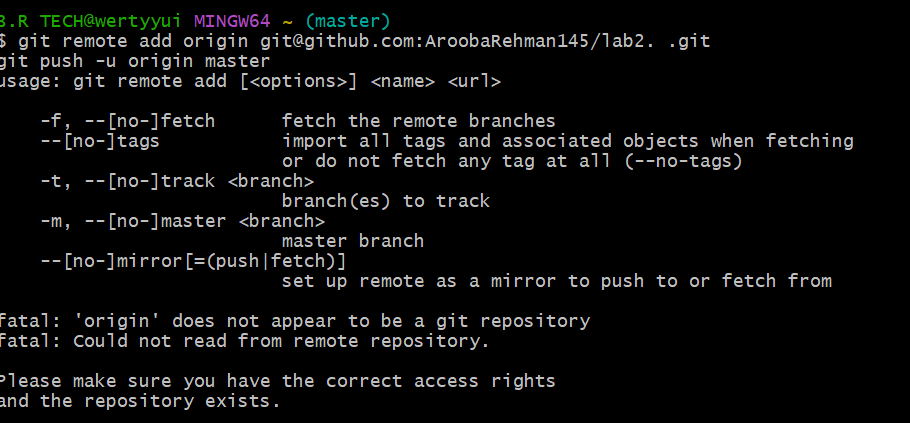 B.R TECH@wertyyui MINGW64 ~ (master)
$ git remote add origin git@github.com:AroobaRehman145/lab2. .git
git push -u origin master
usage: git remote add [<options>] <name> <url>
-f, --[no-]fetch fetch the remote branches
--[no-]tags import all tags and associated objects when fetching
or do not fetch any tag at all (--no-tags)
-t, --[no-]track <branch>
branch(es) to track
-m, --[no-]master <branch>
master branch
--[no-]mirror[=(push|fetch)]
set up remote as a mirror to push to or fetch from
fatal: 'origin' does not appear to be a git repository
fatal: Could not read from remote repository.
Please make sure you have the correct access rights
and the repository exists.